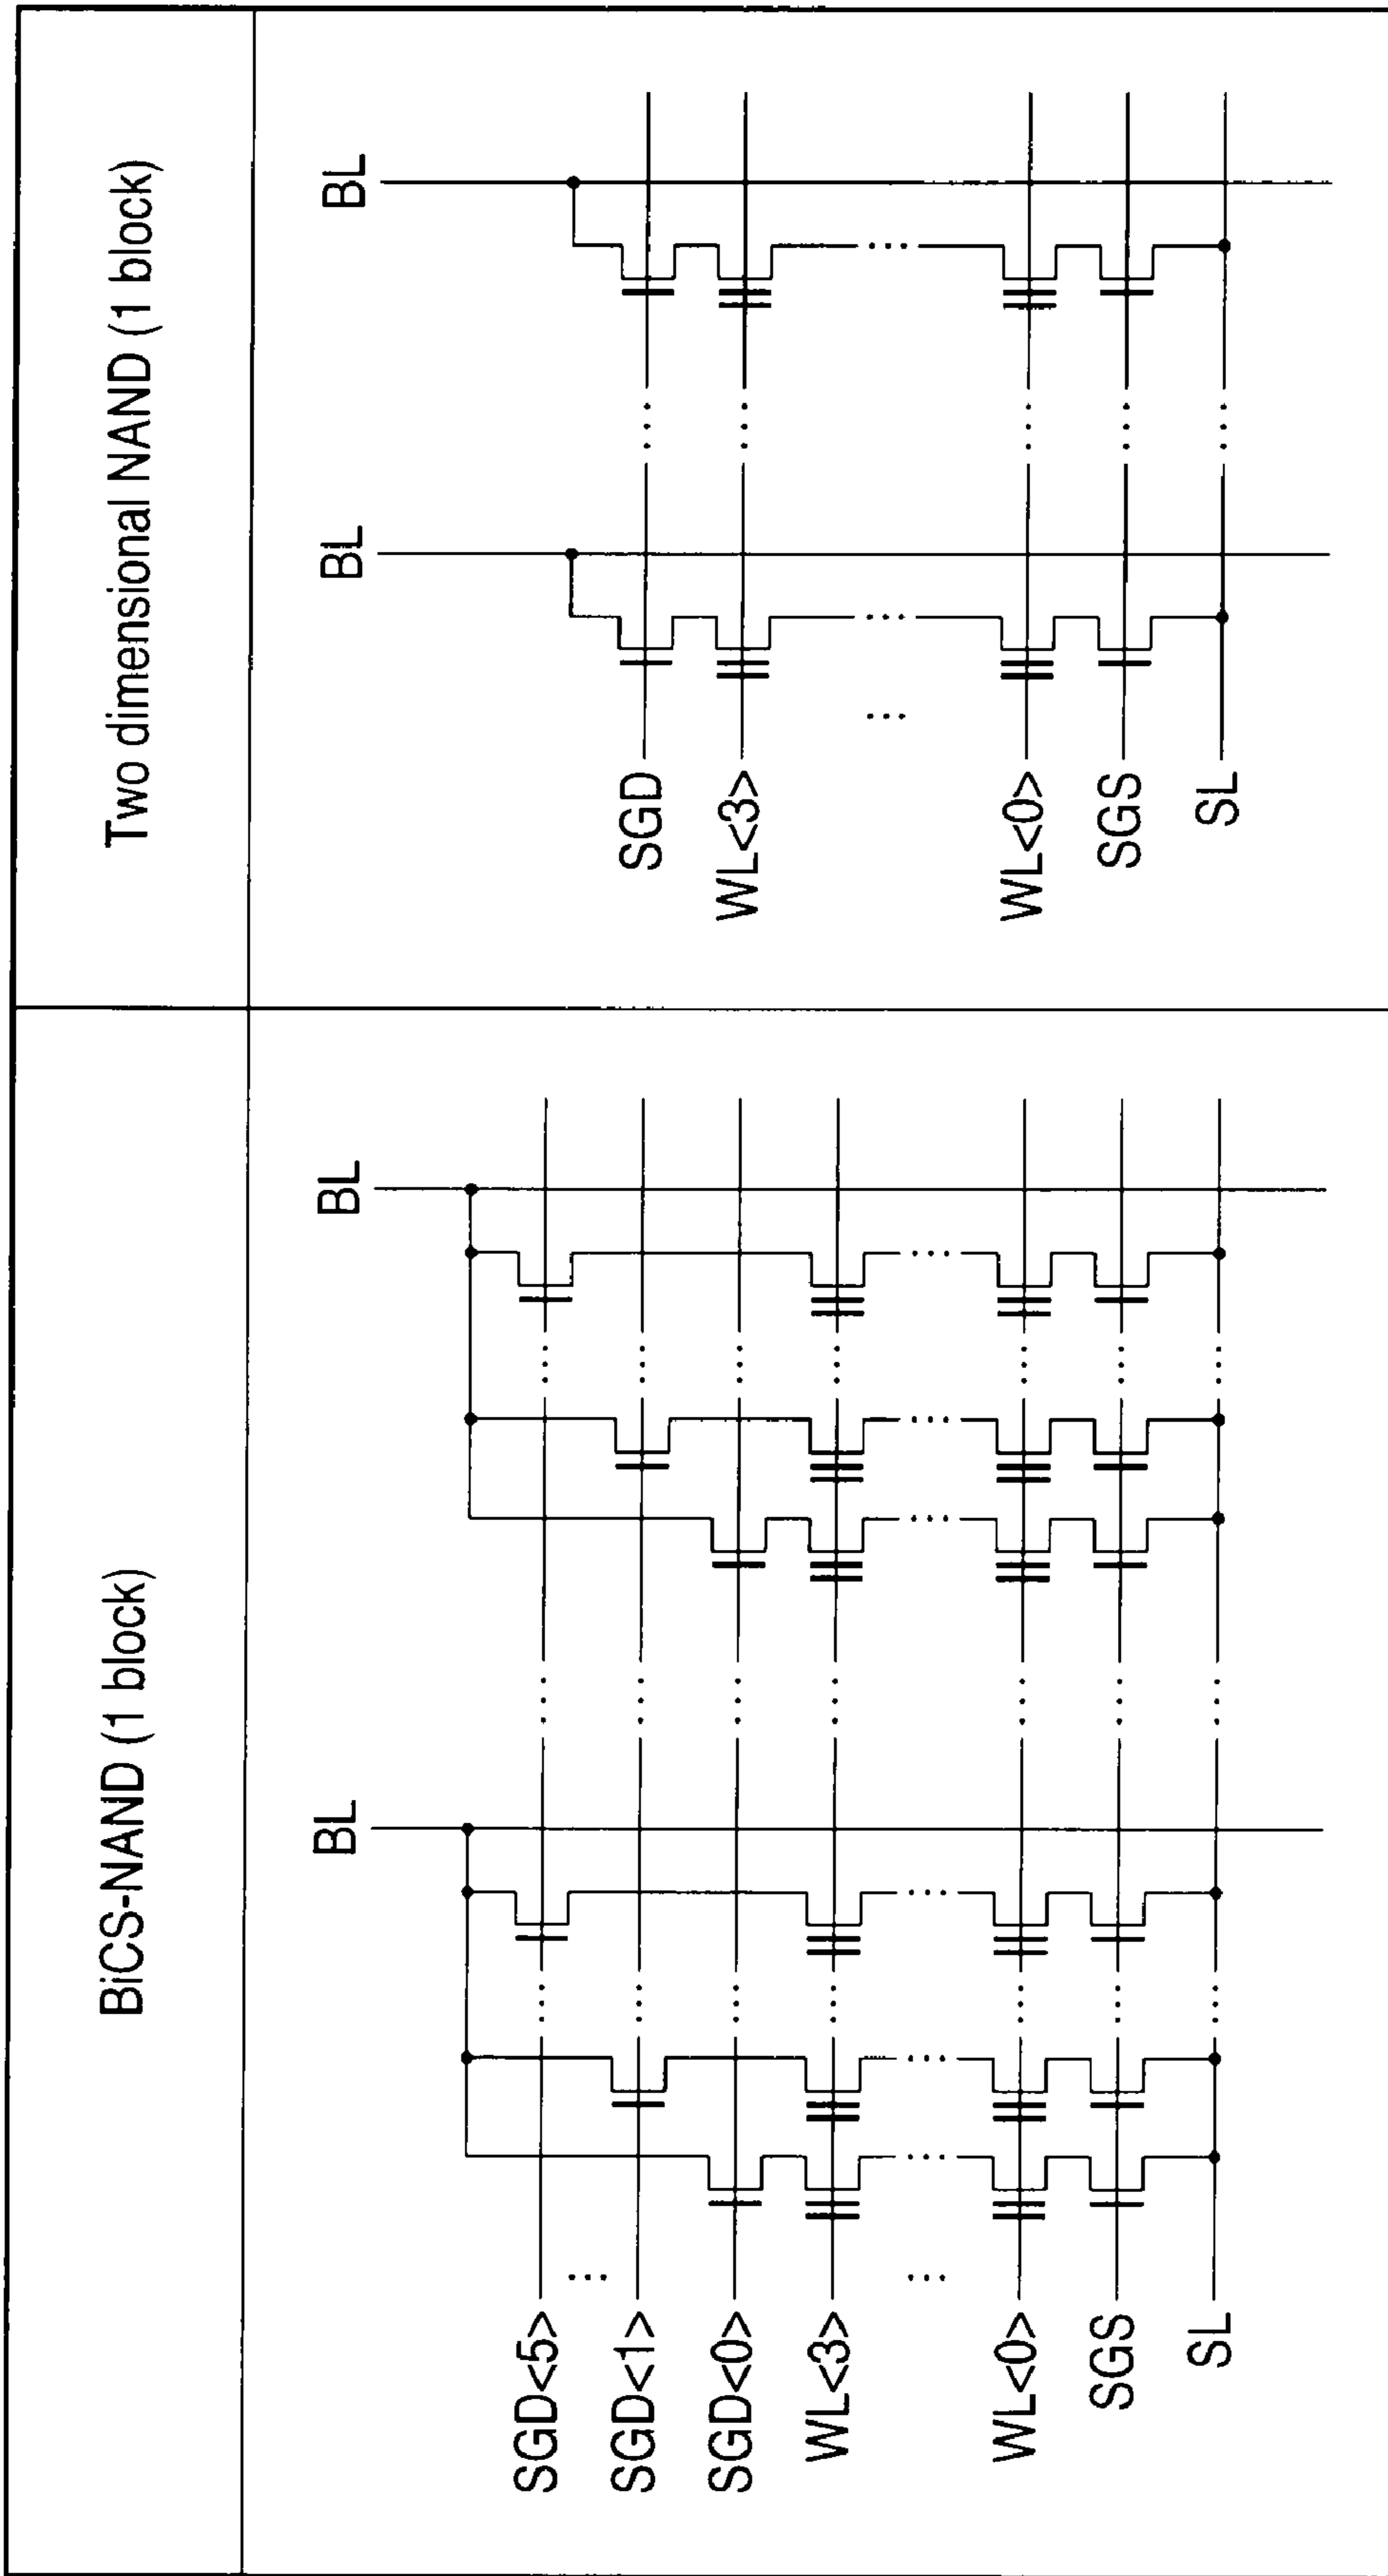 BiCS-NAND (1 block)
BL
BL
SGD<5>
SGD<1>
SGD<0>
WL<3>
WL<0>
SGS
SL
Two dimensional NAND (1 block)
BL
BL
SGD
WL<3>
WL<0>
SGS
SL